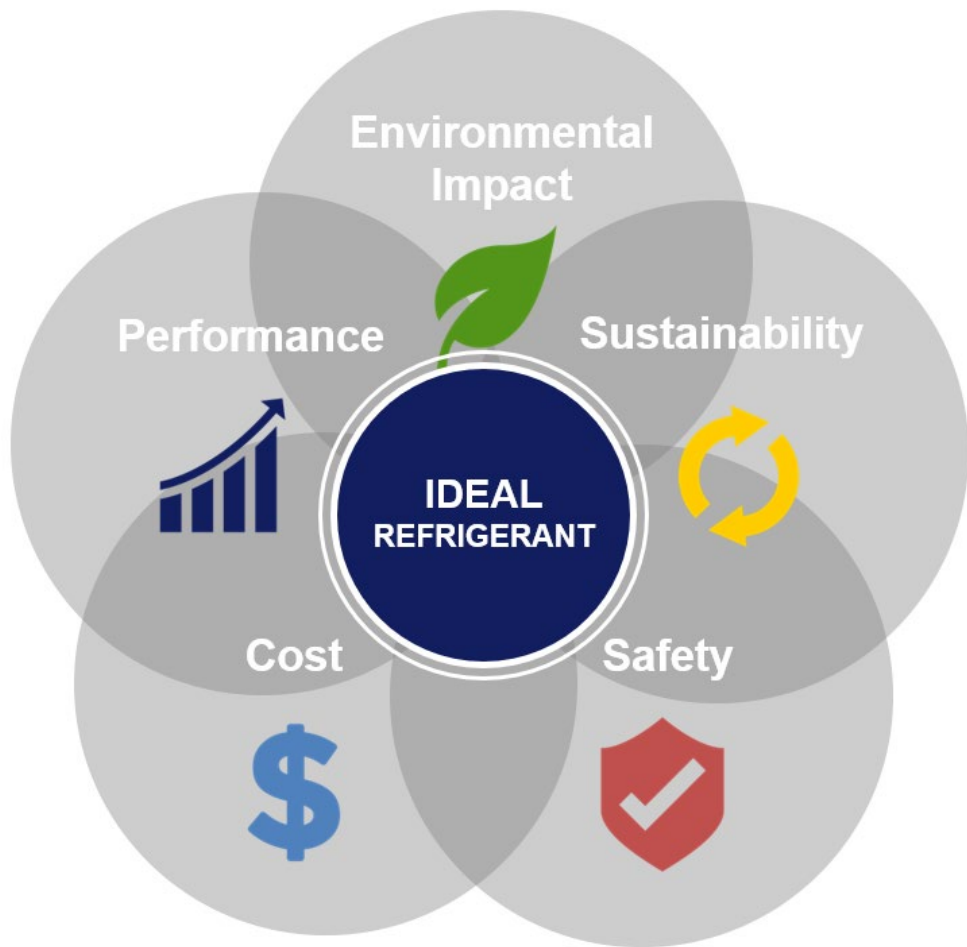 Environmental
Impact
Performance
Sustainability
IDEAL
REFRIGERANT
Cost
Safety